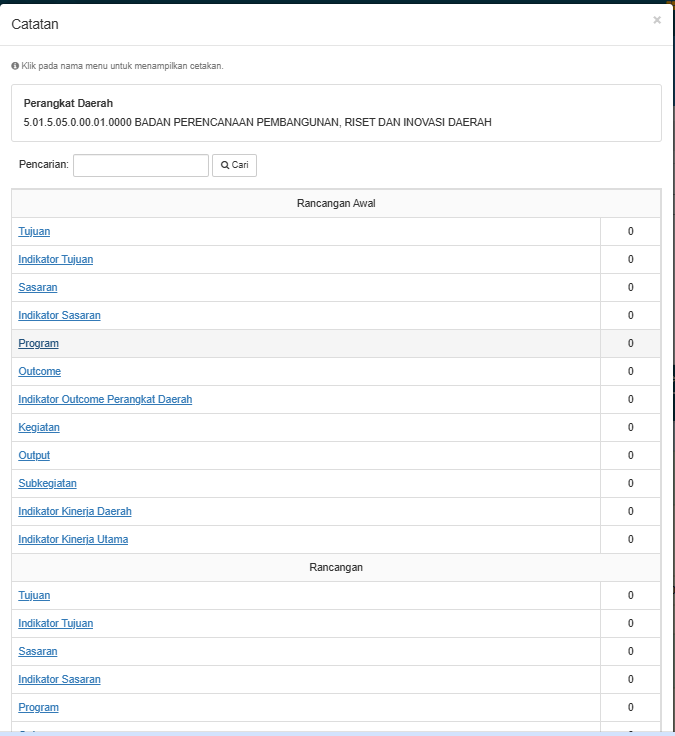 Catatan
×
Klik pada nama menu untuk menampilkan cetakan.
Perangkat Daerah
5.01.5.05.0.00.01.0000 BADAN PERENCANAAN PEMBANGUNAN, RISET DAN INOVASI DAERAH
Pencarian: Cari
Rancangan Awal
Tujuan 0
Indikator Tujuan 0
Sasaran 0
Indikator Sasaran 0
Program 0
Outcome 0
Indikator Outcome Perangkat Daerah 0
Kegiatan 0
Output 0
Subkegiatan 0
Indikator Kinerja Daerah 0
Indikator Kinerja Utama 0
Rancangan
Tujuan 0
Indikator Tujuan 0
Sasaran 0
Indikator Sasaran 0
Program 0